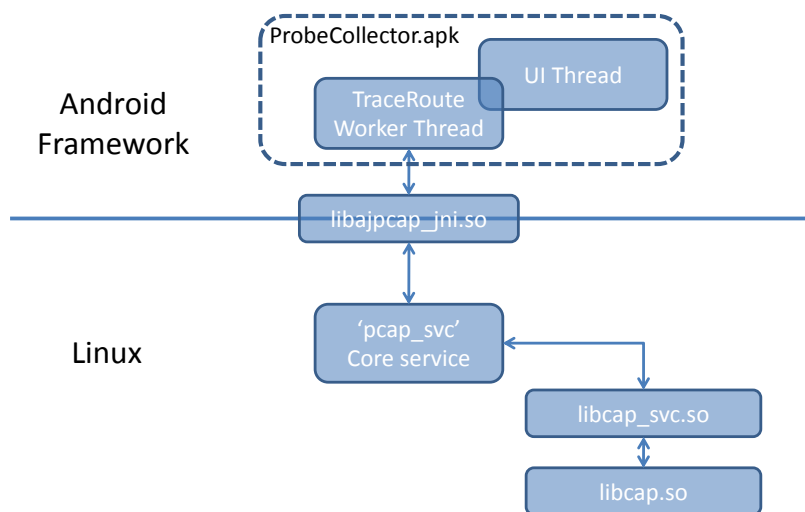 ProbeCollector.apk
UI Thread
TraceRoute
Worker Thread
Android
Framework
libajpcap_jni.so
‘pcap_svc’
Core service
Linux
libcap_svc.so
libcap.so